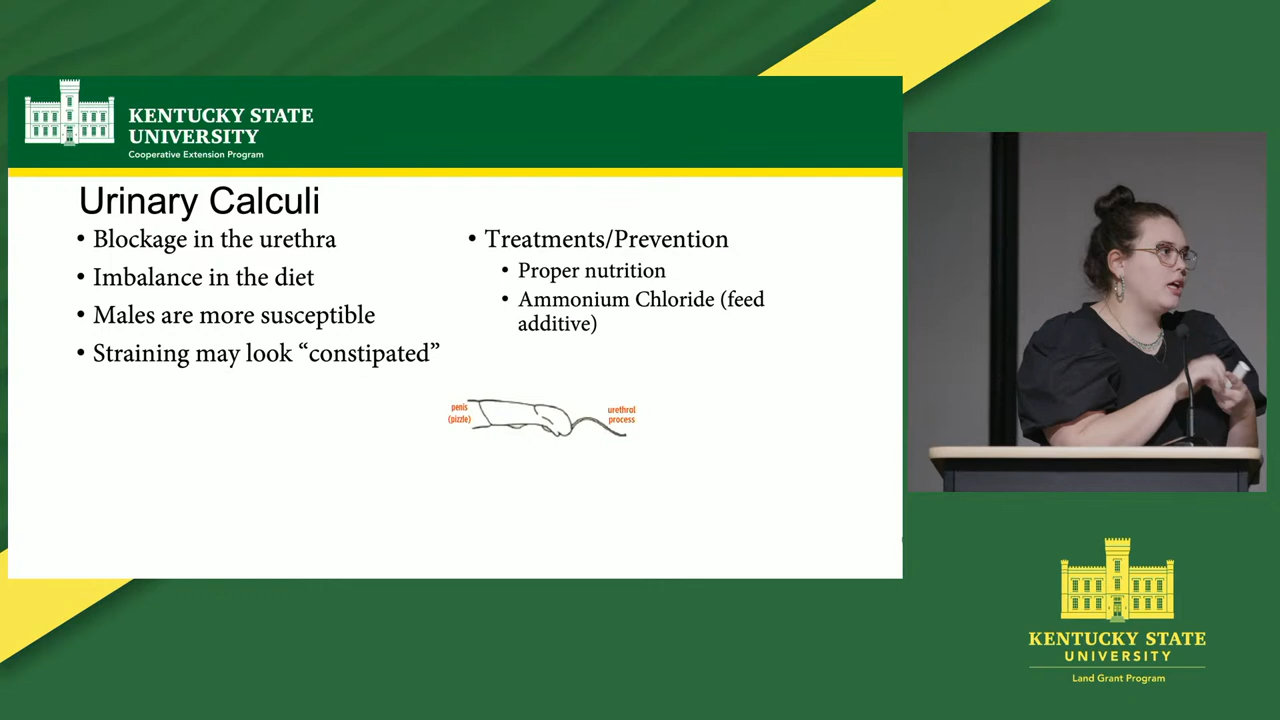 KENTUCKY STATE
UNIVERSITY
Cooperative Extension Program
Urinary Calculi
• Blockage in the urethra
• Imbalance in the diet
• Males are more susceptible
• Straining may look “constipated”
• Treatments/Prevention
• Proper nutrition
• Ammonium Chloride (feed
additive)
penis
(pizzle)
urethral
process
KENTUCKY STATE
UNIVERSITY
Land Grant Program